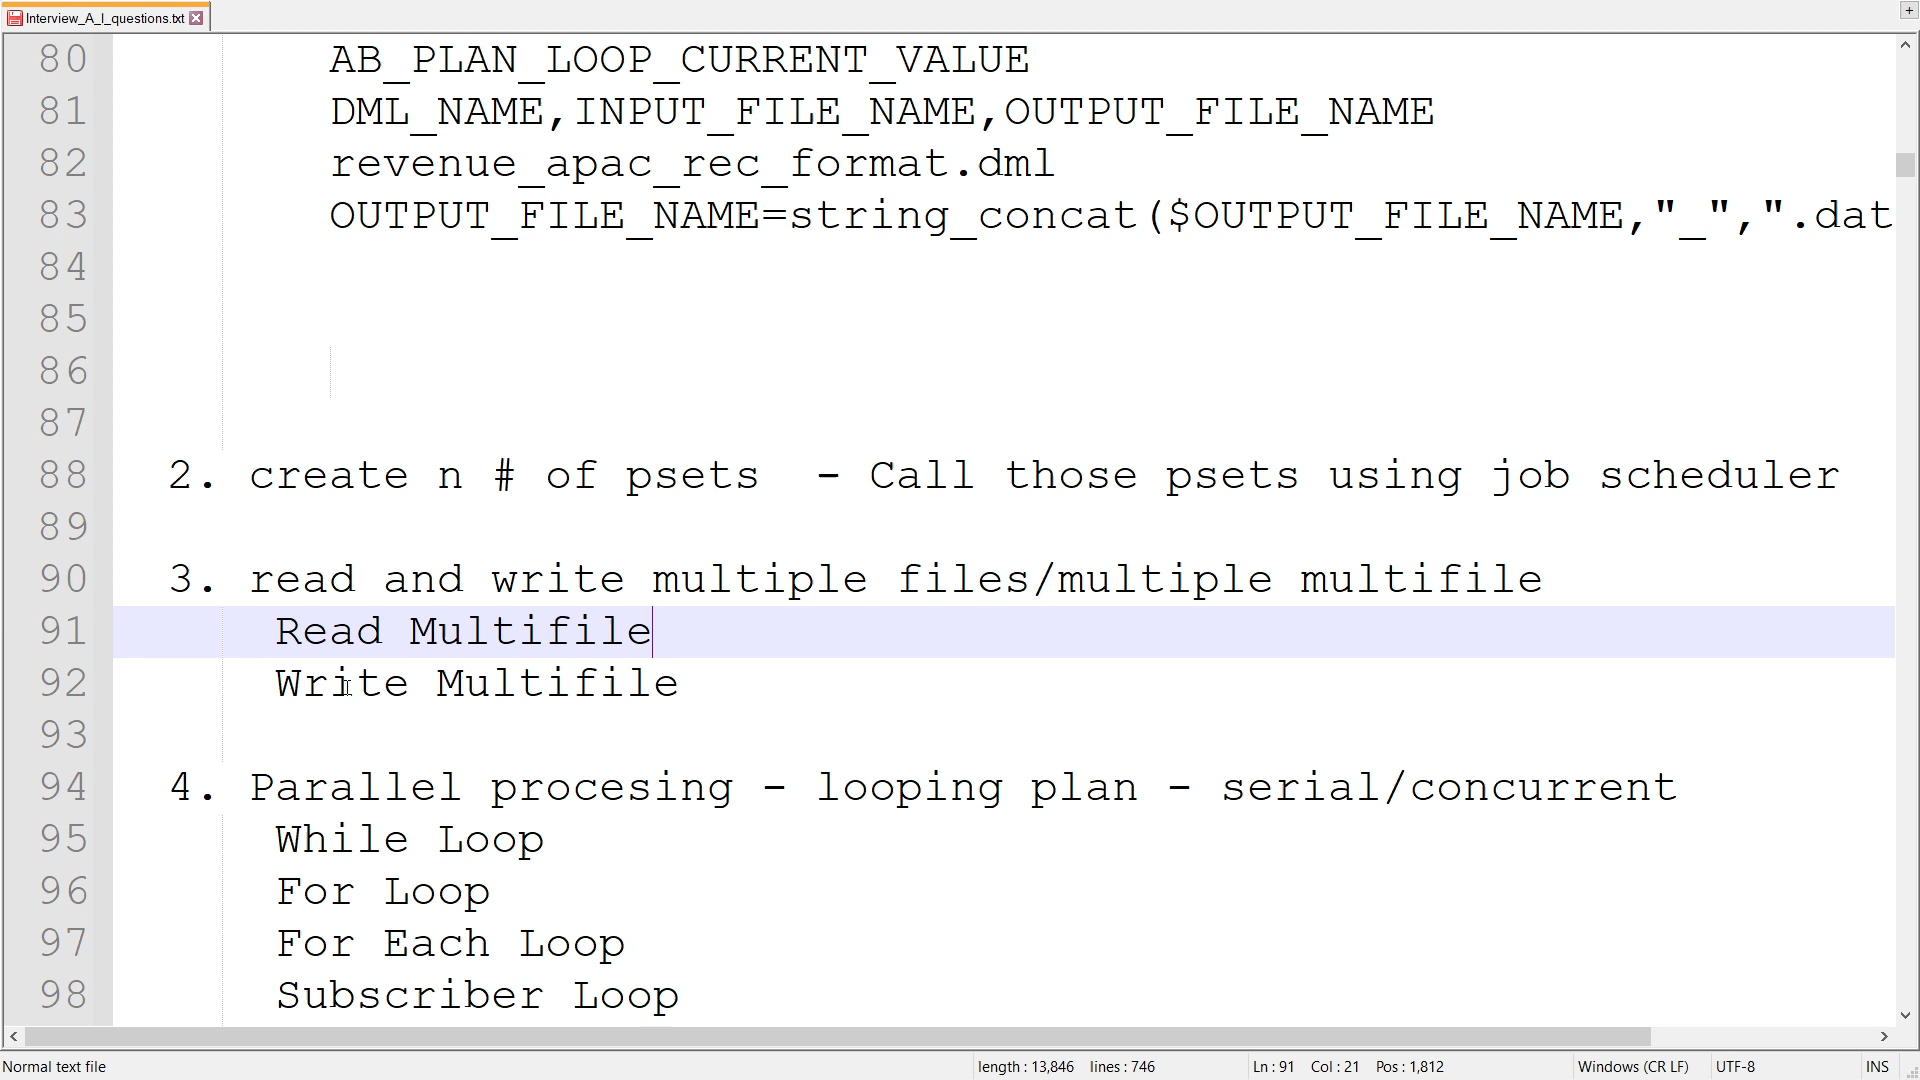 Interview_A_I_questions.txt
80 AB_PLAN_LOOP_CURRENT_VALUE
81 DML_NAME,INPUT_FILE_NAME,OUTPUT_FILE_NAME
82 revenue_apac_rec_format.dml
83 OUTPUT_FILE_NAME=string_concat($OUTPUT_FILE_NAME,"_",".dat
84
85
86
87
88 2. create n # of psets - Call those psets using job scheduler
89
90 3. read and write multiple files/multiple multifile
91 Read Multifile
92 Write Multifile
93
94 4. Parallel procesing - looping plan - serial/concurrent
95 While Loop
96 For Loop
97 For Each Loop
98 Subscriber Loop
Normal text file length : 13,846 lines : 746 Ln : 91 Col : 21 Pos : 1,812 Windows (CR LF) UTF-8 INS